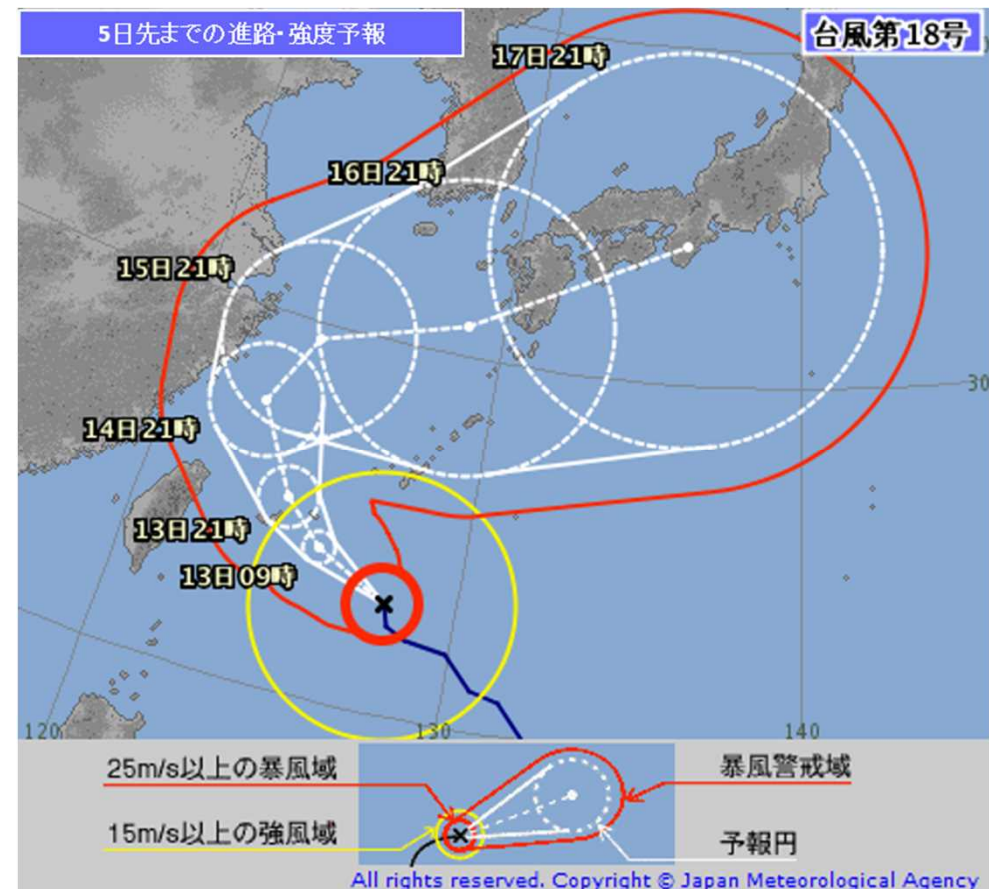 5日先までの進路・強度予報
台風第18号
17日21時
16日21時
15日21時
14日21時
13日21時
13日09時
30
120
130
140
25m/s以上の暴風域
暴風警戒域
15m/s以上の強風域
予報円
All rights reserved. Copyright © Japan Meteorological Agency